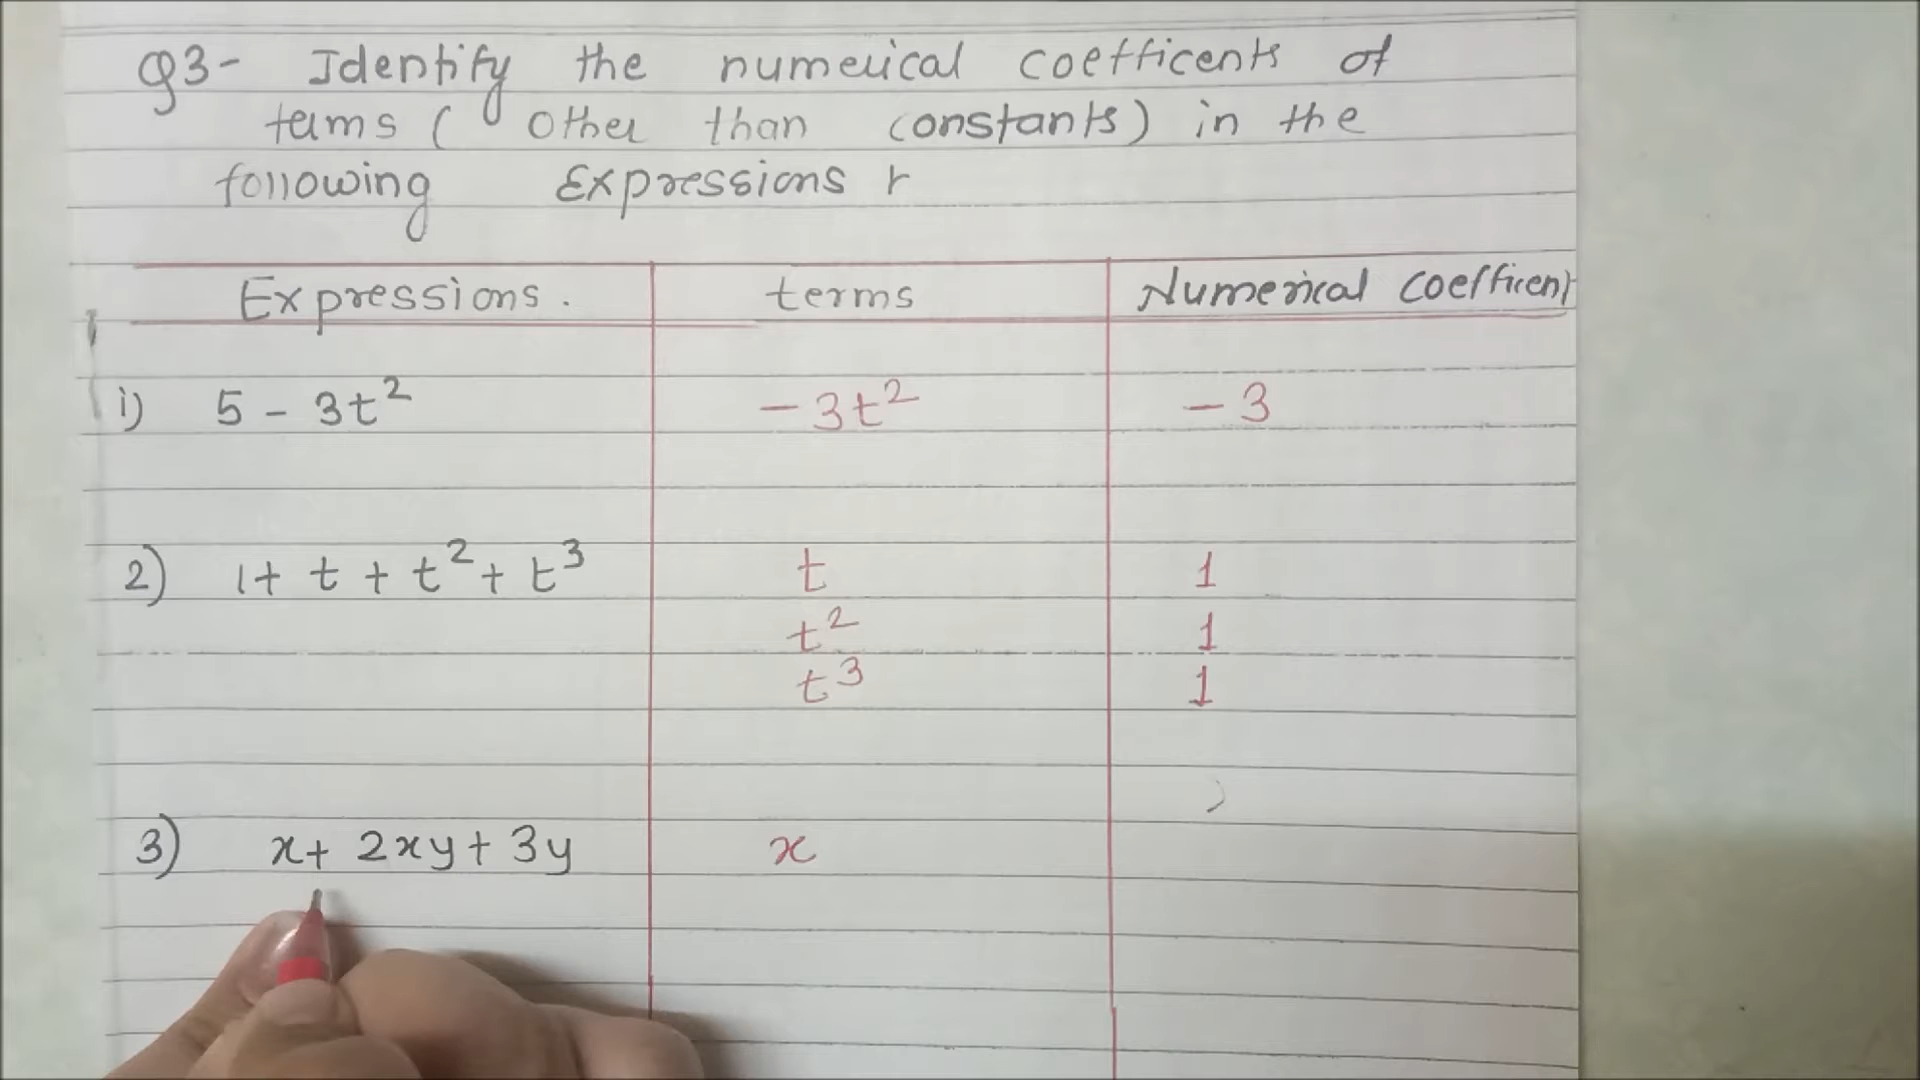 Q3- Identify the numerical coefficents of
terms ( Other than constants) in the
following Expressions
Expressions. terms Numerical Coefficent
i) 5 - 3t² -3t² -3
2) 1+ t + t² + t³ t 1
t² 1
t³ 1
3) x+ 2xy+ 3y x